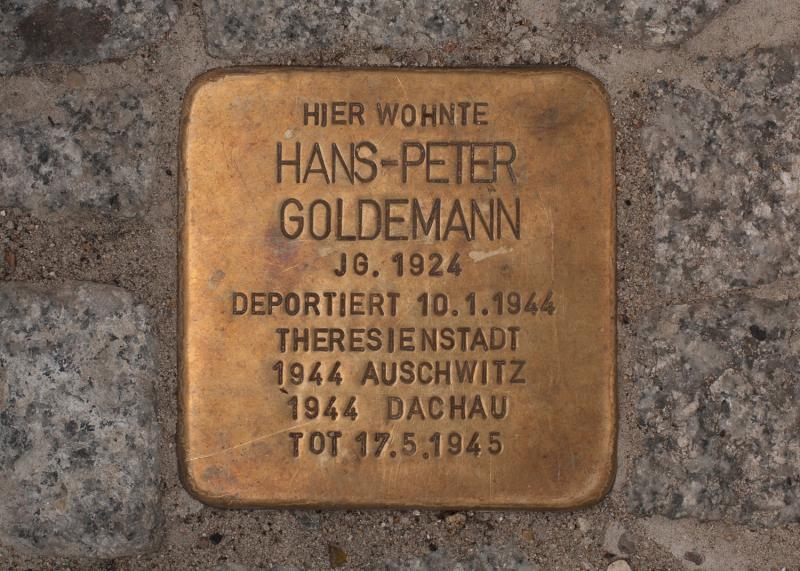 HIER WOHNTE
HANS-PETER
GOLDEMANN
JG. 1924
DEPORTIERT 10.1.1944
THERESIENSTADT
1944 AUSCHWITZ
1944 DACHAU
TOT 17.5.1945